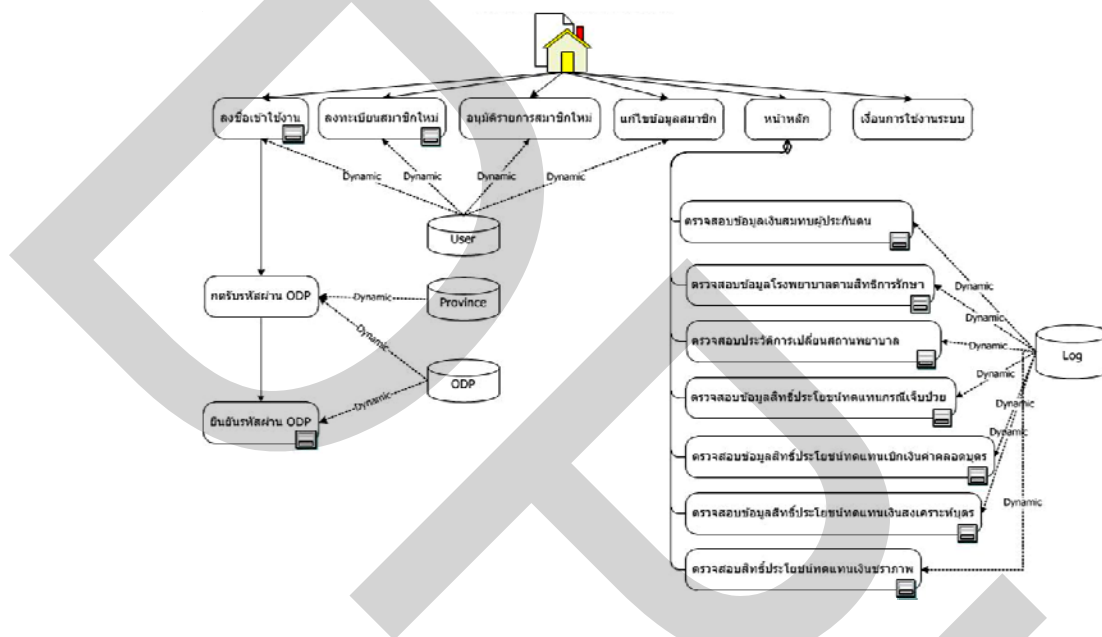 ลงชื่อเข้าใช้งาน
ลงทะเบียนสมาชิกใหม่
อนุมัติรายการสมาชิกใหม่
แก้ไขข้อมูลสมาชิก
หน้าหลัก
เงื่อนการใช้งานระบบ
Dynamic
Dynamic
Dynamic
Dynamic
User
ตรวจสอบข้อมูลเงินสมทบผู้ประกันตน
กดรับรหัสผ่าน ODP
Dynamic
Province
ตรวจสอบข้อมูลโรงพยาบาลตามสิทธิการรักษา
Dynamic
Dynamic
Dynamic
ตรวจสอบประวัติการเปลี่ยนสถานพยาบาล
Dynamic
Log
ODP
Dynamic
ตรวจสอบข้อมูลสิทธิ์ประโยชน์ทดแทนกรณีเจ็บป่วย
Dynamic
Dynamic
ยืนยันรหัสผ่าน ODP
Dynamic
ตรวจสอบข้อมูลสิทธิ์ประโยชน์ทดแทนเบิกเงินค่าคลอดบุตร
ตรวจสอบข้อมูลสิทธิ์ประโยชน์ทดแทนเงินสงเคราะห์บุตร
Dynamic
ตรวจสอบสิทธิ์ประโยชน์ทดแทนเงินชราภาพ